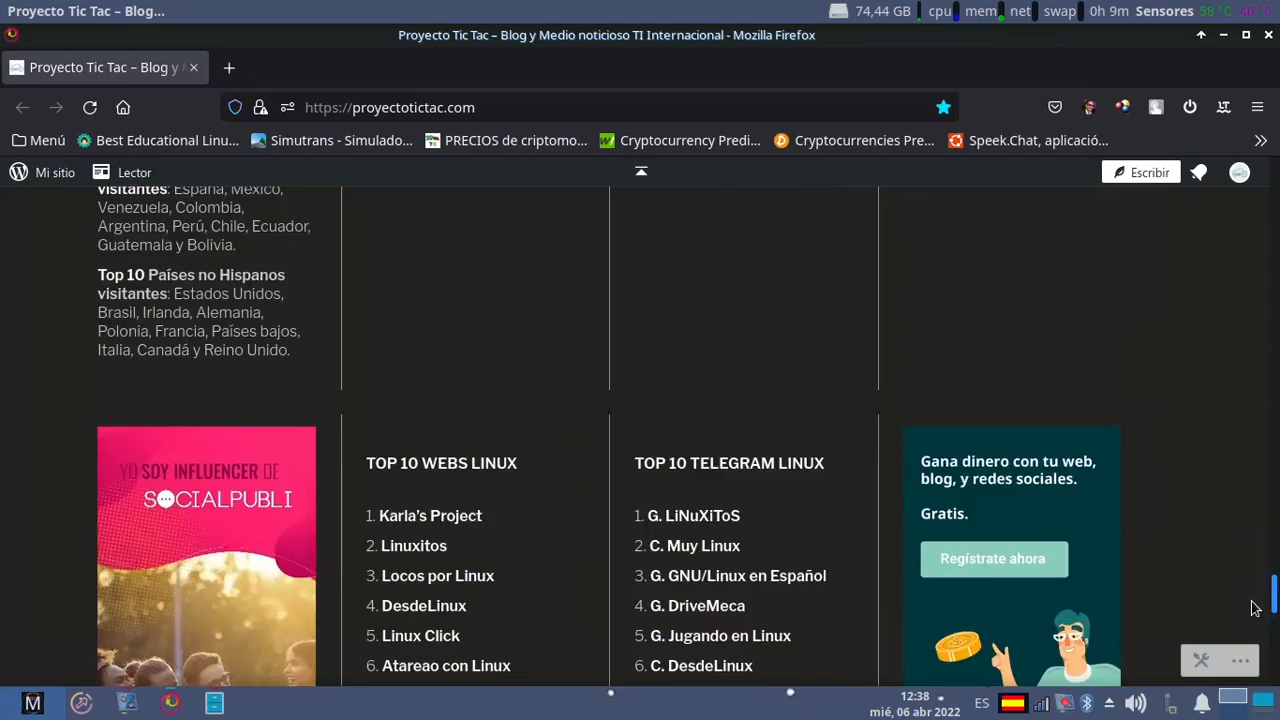 Proyecto Tic Tac – Blog...
74,44 GB
cpu
mem
net
swap
0h 9m
Sensores
58 ºC
46 ºC
Proyecto Tic Tac – Blog y Medio noticioso TI Internacional - Mozilla Firefox
Proyecto Tic Tac – Blog y
https://proyectotictac.com
Menú
Best Educational Linu...
Simutrans - Simulado...
PRECIOS de criptomo...
Cryptocurrency Predi...
Cryptocurrencies Pre...
Speek.Chat, aplicació...
Mi sitio
Lector
Escribir
visitantes: España, México,
Venezuela, Colombia,
Argentina, Perú, Chile, Ecuador,
Guatemala y Bolivia.
Top 10 Países no Hispanos
visitantes: Estados Unidos,
Brasil, Irlanda, Alemania,
Polonia, Francia, Países bajos,
Italia, Canadá y Reino Unido.
YO SOY INFLUENCER DE
SOCIALPUBLI
TOP 10 WEBS LINUX
1. Karla's Project
2. Linuxitos
3. Locos por Linux
4. DesdeLinux
5. Linux Click
6. Atareao con Linux
TOP 10 TELEGRAM LINUX
1. G. LiNuXiToS
2. C. Muy Linux
3. G. GNU/Linux en Español
4. G. DriveMeca
5. G. Jugando en Linux
6. C. DesdeLinux
Gana dinero con tu web,
blog, y redes sociales.
Gratis.
Regístrate ahora
12:38
mié, 06 abr 2022
ES